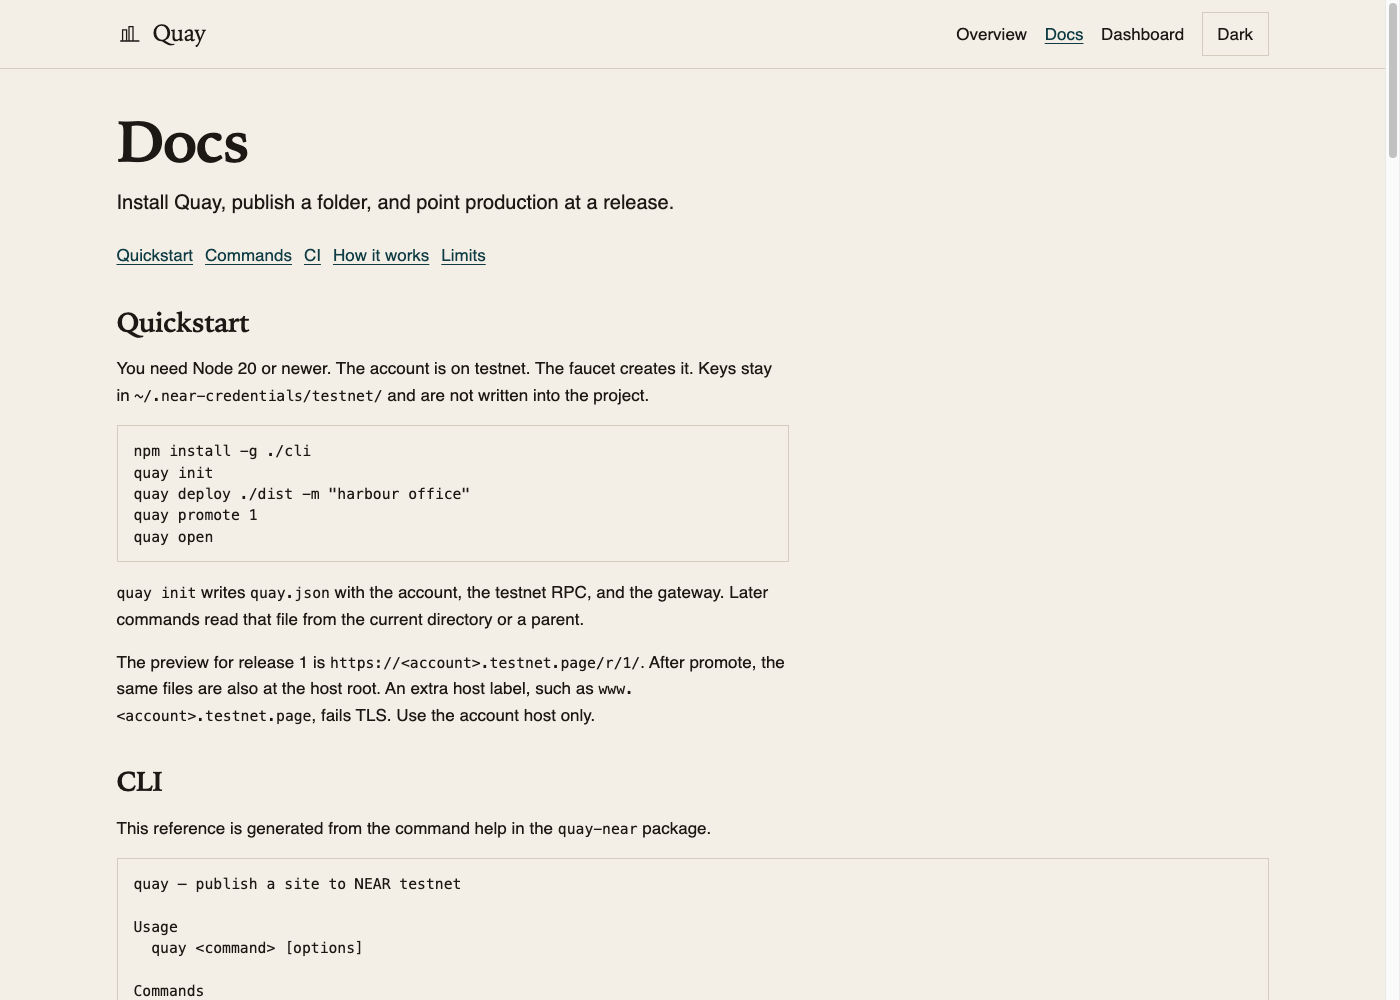 Quay
Overview Docs Dashboard Dark
Docs
Install Quay, publish a folder, and point production at a release.
Quickstart Commands CI How it works Limits
Quickstart
You need Node 20 or newer. The account is on testnet. The faucet creates it. Keys stay
in ~/.near-credentials/testnet/ and are not written into the project.
npm install -g ./cli
quay init
quay deploy ./dist -m "harbour office"
quay promote 1
quay open
quay init writes quay.json with the account, the testnet RPC, and the gateway. Later
commands read that file from the current directory or a parent.
The preview for release 1 is https://<account>.testnet.page/r/1/. After promote, the
same files are also at the host root. An extra host label, such as www.
<account>.testnet.page, fails TLS. Use the account host only.
CLI
This reference is generated from the command help in the quay-near package.
quay — publish a site to NEAR testnet
Usage
  quay <command> [options]
Commands